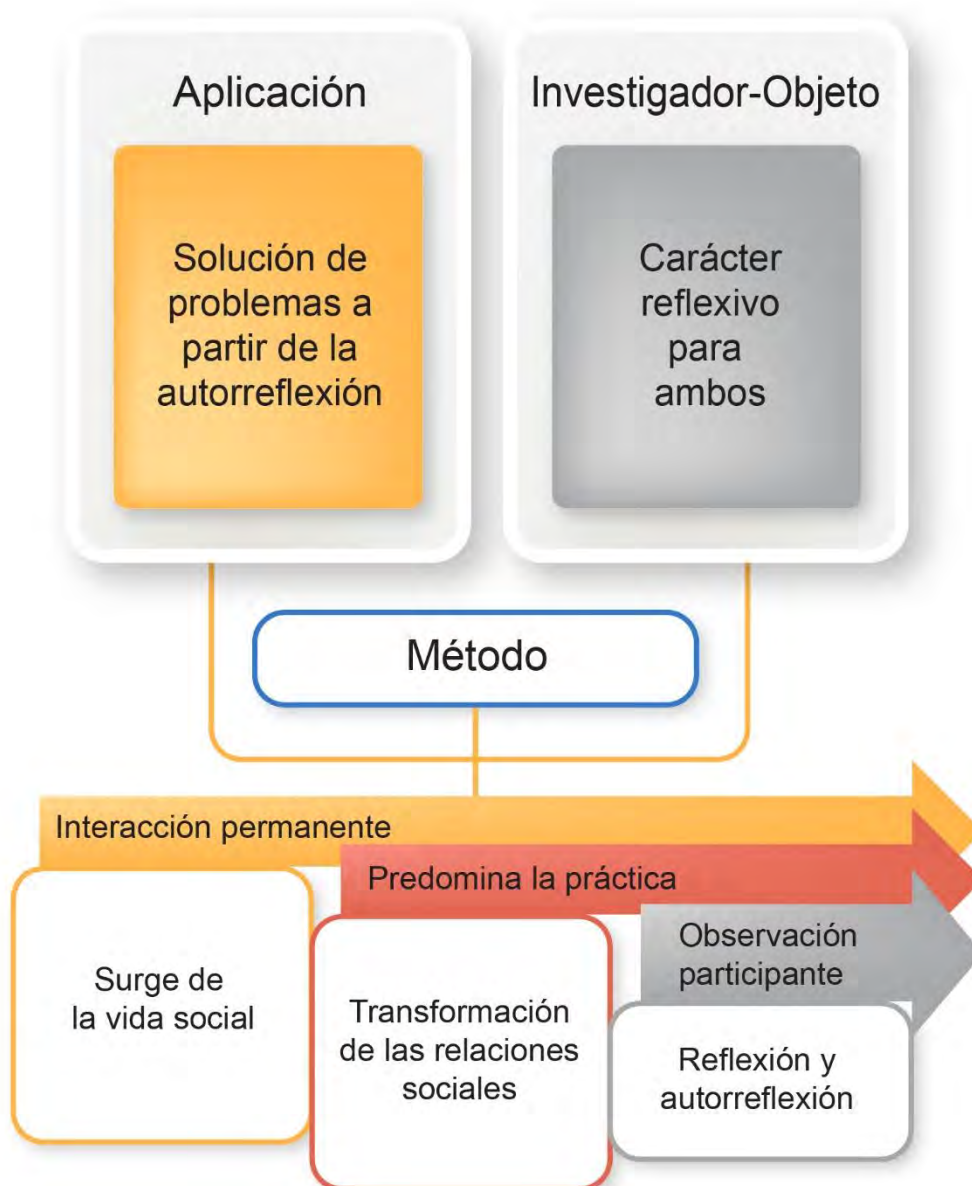 Aplicación
Solución de
problemas a
partir de la
autorreflexión
Investigador-Objeto
Carácter
reflexivo
para
ambos
Método
Interacción permanente
Surge de
la vida social
Predomina la práctica
Transformación
de las relaciones
sociales
Observación
participante
Reflexión y
autorreflexión